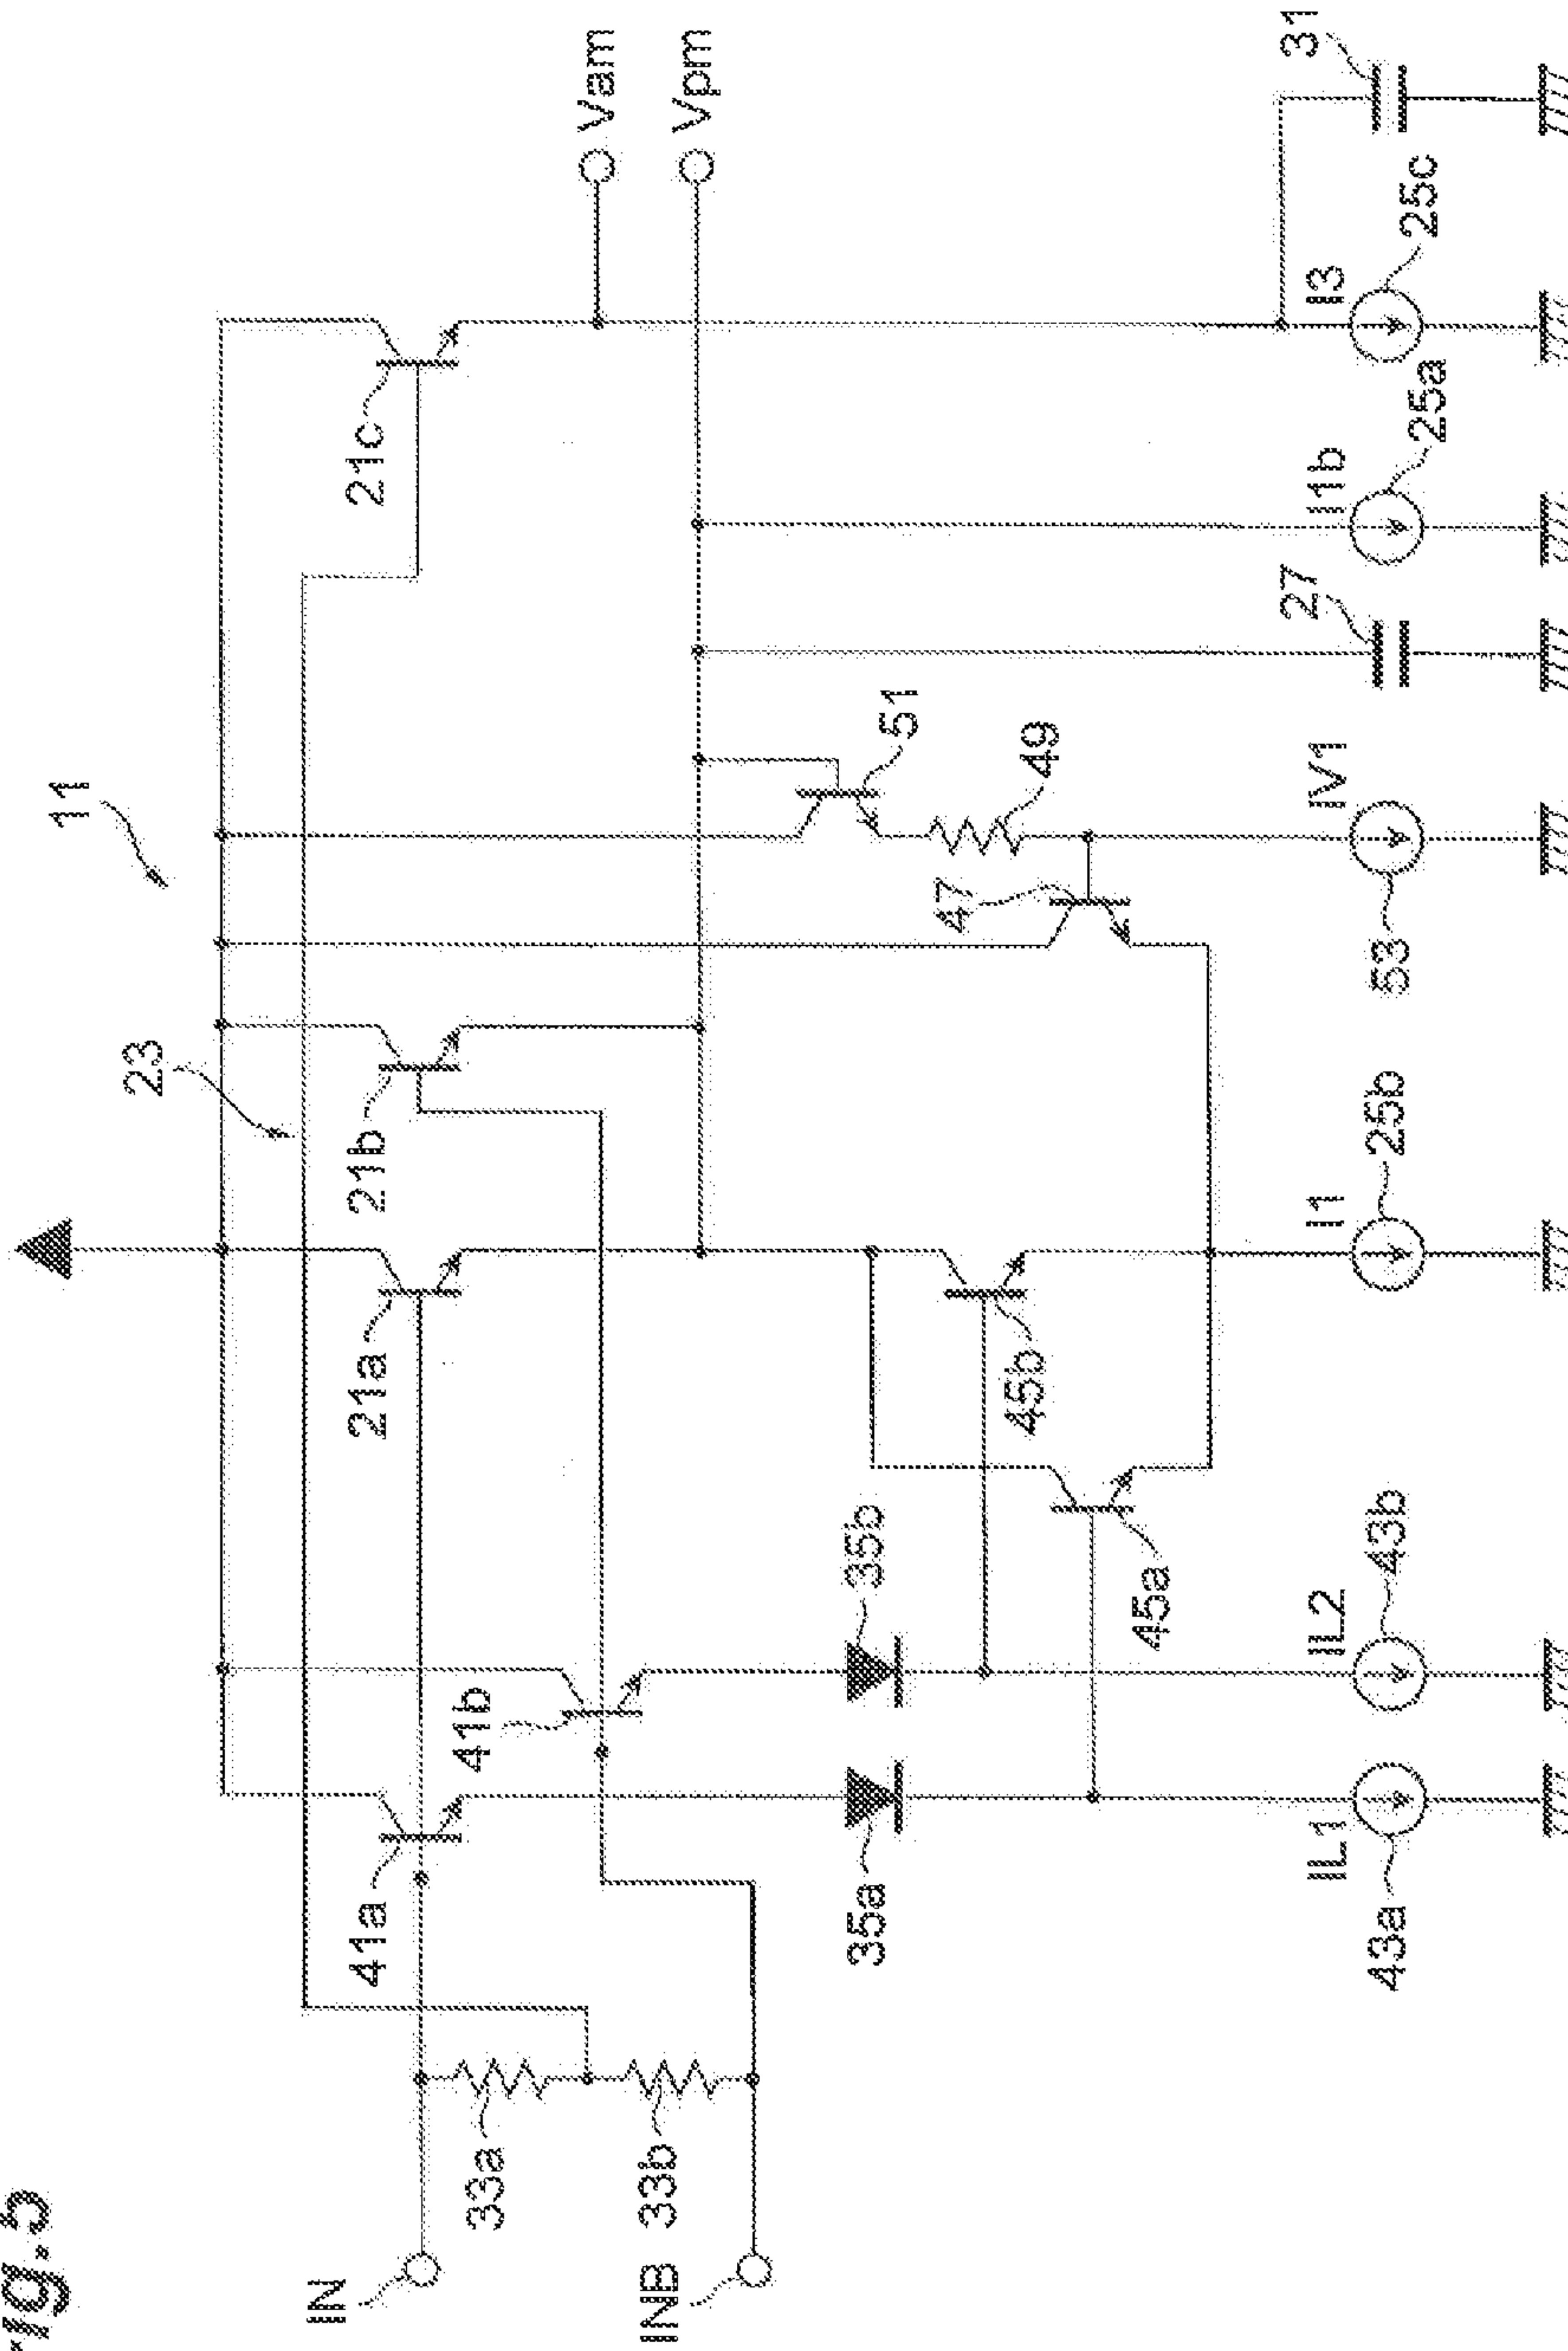 Fig.5
11
23
IN
INB
33a
33b
41a
41b
21a
21b
21c
Vam
Vpm
35a
35b
45a
45b
47
51
49
IL1
43a
IL2
43b
I1
25b
IV1
53
27
I1b
25a
I3
25c
31